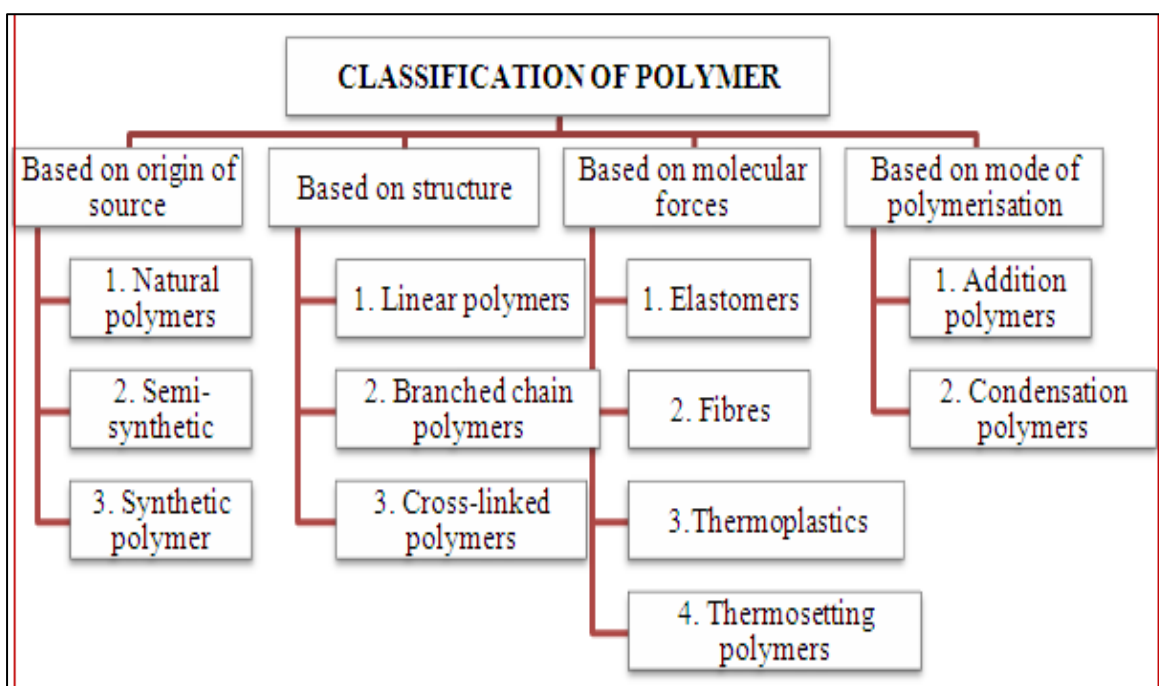 CLASSIFICATION OF POLYMER
Based on origin of
source
1. Natural
polymers
2. Semi-
synthetic
3. Synthetic
polymer
Based on structure
1. Linear polymers
2. Branched chain
polymers
3. Cross-linked
polymers
Based on molecular
forces
1. Elastomers
2. Fibres
3.Thermoplastics
4. Thermosetting
polymers
Based on mode of
polymerisation
1. Addition
polymers
2. Condensation
polymers